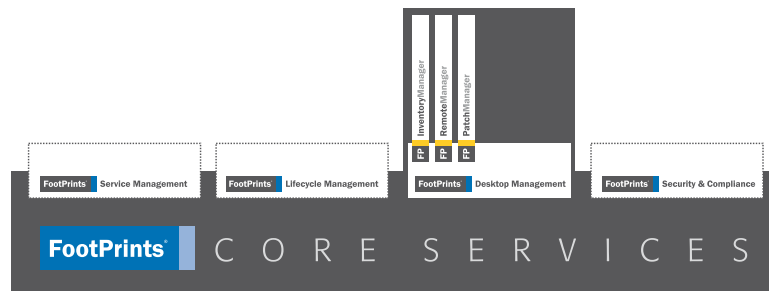 FP InventoryManager
FP RemoteManager
FP PatchManager
FootPrints® Service Management
FootPrints® Lifecycle Management
FootPrints® Desktop Management
FootPrints® Security & Compliance
FootPrints® CORE SERVICES